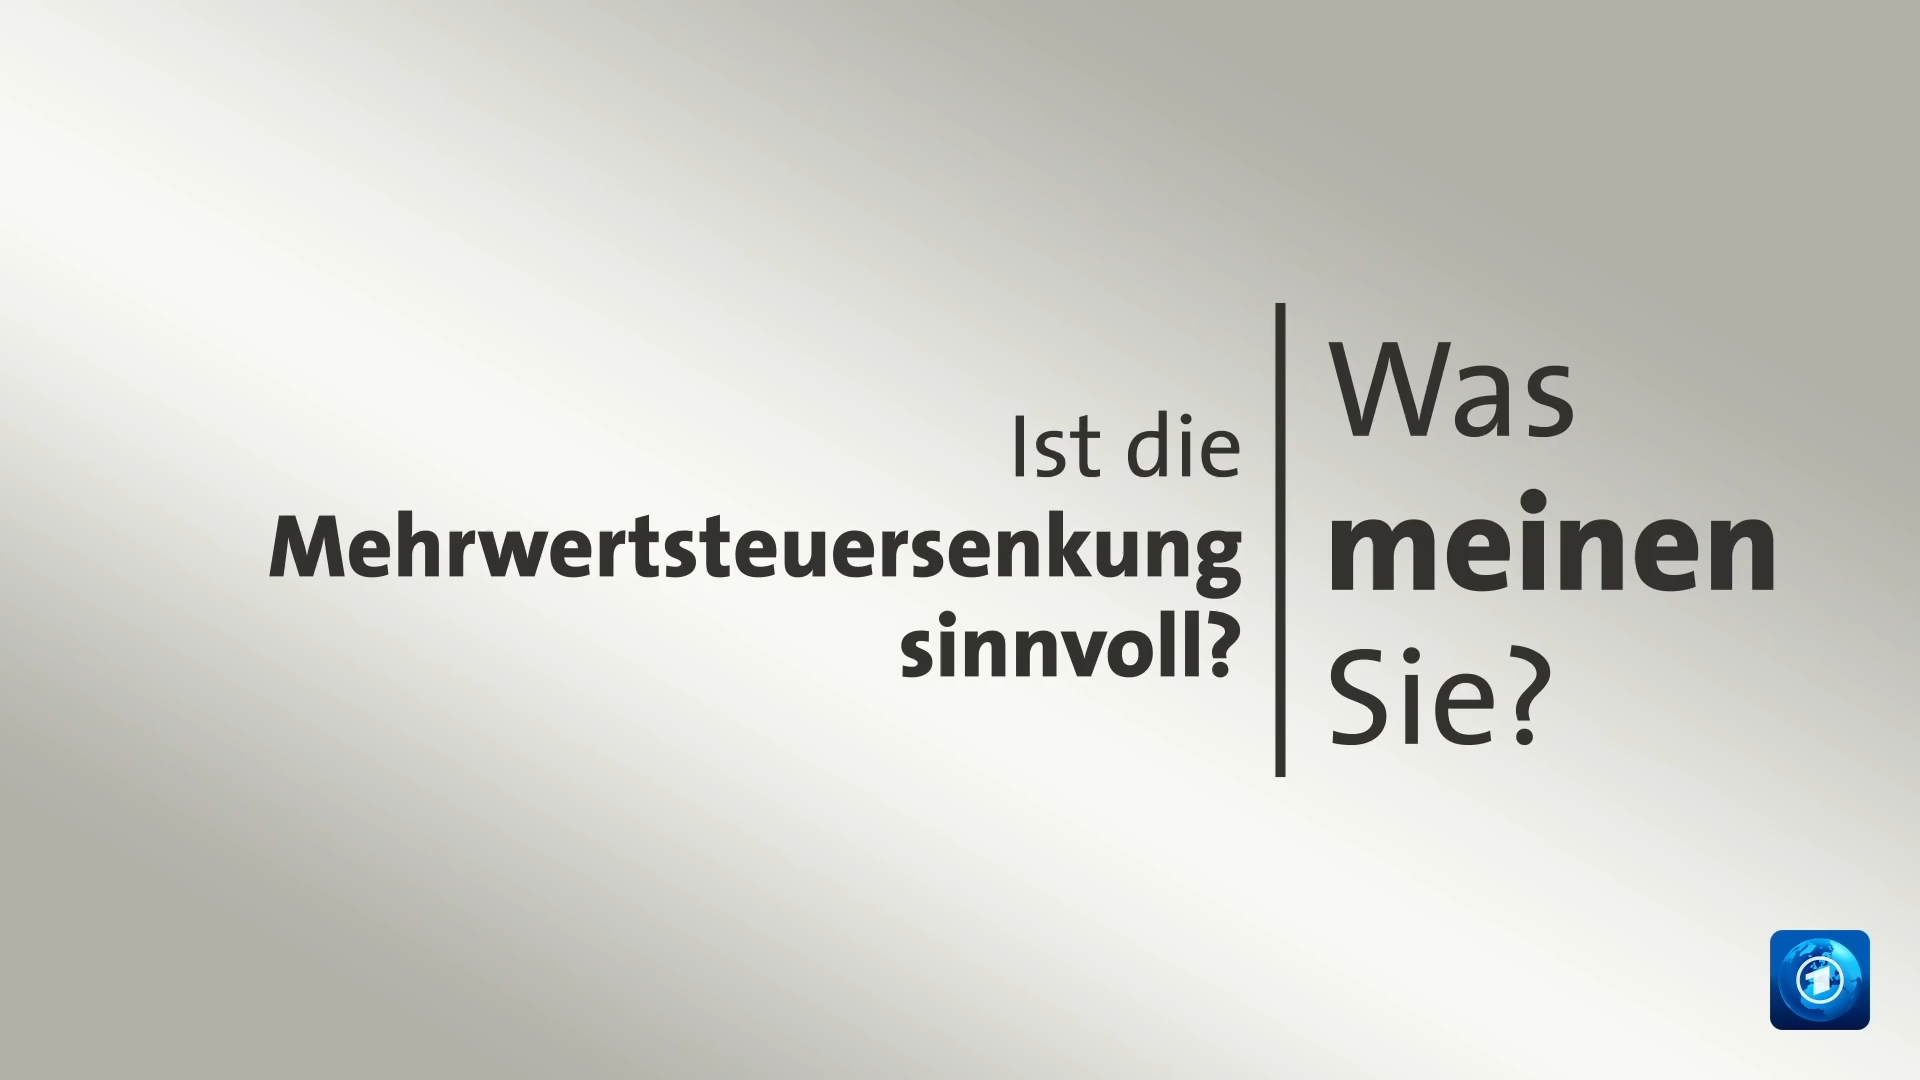 Ist die
Mehrwertsteuersenkung
sinnvoll?
Was
meinen
Sie?